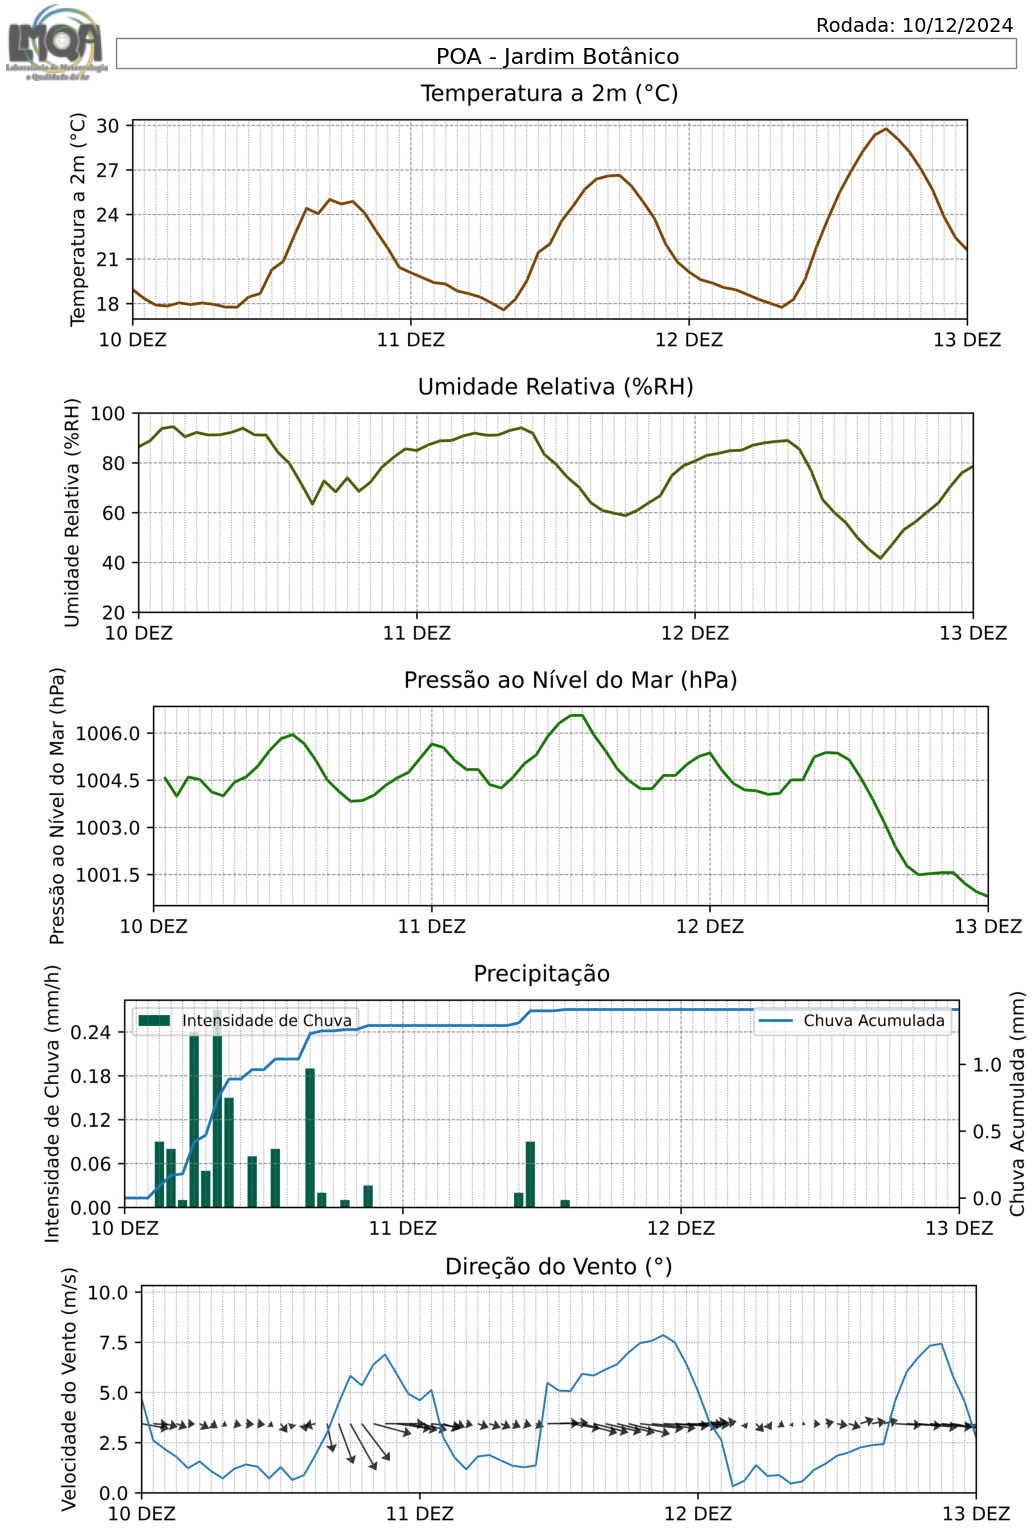 LMQA
Laboratório de Meteorologia
e Qualidade do Ar
Rodada: 10/12/2024
POA - Jardim Botânico
Temperatura a 2m (°C)
Temperatura a 2m (°C)
30
27
24
21
18
10 DEZ 11 DEZ 12 DEZ 13 DEZ
Umidade Relativa (%RH)
Umidade Relativa (%RH)
100
80
60
40
20
10 DEZ 11 DEZ 12 DEZ 13 DEZ
Pressão ao Nível do Mar (hPa)
Pressão ao Nível do Mar (hPa)
1006.0
1004.5
1003.0
1001.5
10 DEZ 11 DEZ 12 DEZ 13 DEZ
Precipitação
Intensidade de Chuva (mm/h)
Intensidade de Chuva
Chuva Acumulada
0.24
0.18
0.12
0.06
0.00
1.0
0.5
0.0
Chuva Acumulada (mm)
10 DEZ 11 DEZ 12 DEZ 13 DEZ
Direção do Vento (°)
Velocidade do Vento (m/s)
10.0
7.5
5.0
2.5
0.0
10 DEZ 11 DEZ 12 DEZ 13 DEZ